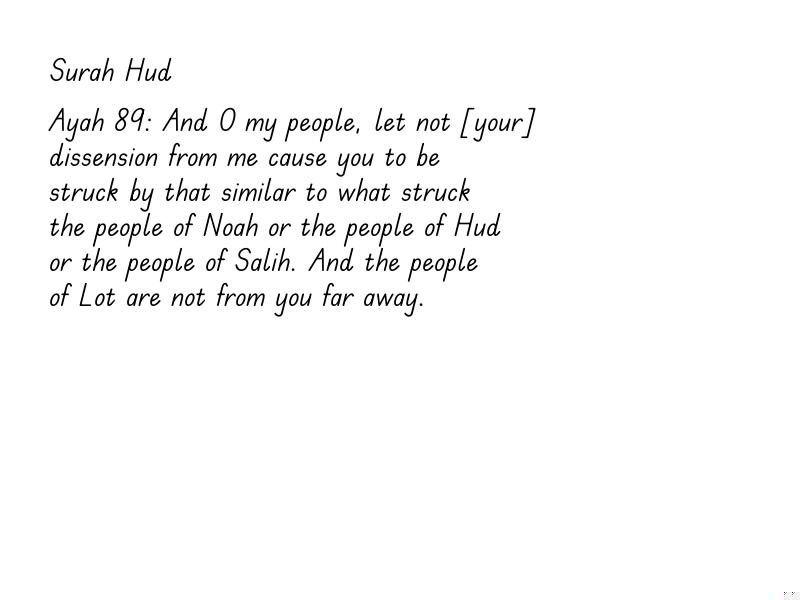 Surah Hud
Ayah 89: And O my people, let not [your]
dissension from me cause you to be
struck by that similar to what struck
the people of Noah or the people of Hud
or the people of Salih. And the people
of Lot are not from you far away.